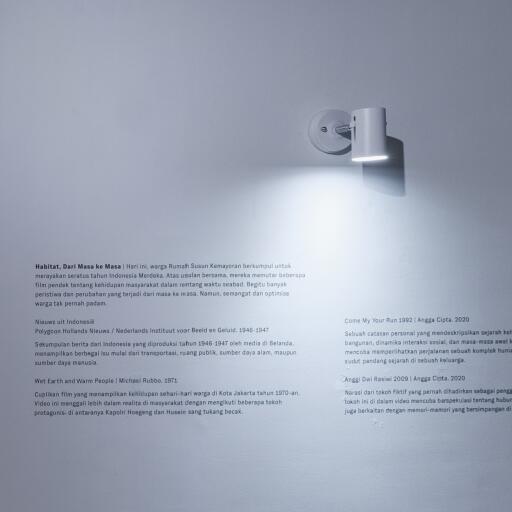 Habitat, Dari Masa ke Masa | Hari ini, warga Rumah Susun Kemayoran berkumpul untuk
merayakan seratus tahun Indonesia Merdeka. Atas usulan bersama, mereka memutar beberapa
film pendek tentang kehidupan masyarakat dalam rentang waktu seabad. Begitu banyak
peristiwa dan perubahan yang terjadi dari masa ke masa. Namun, semangat dan optimise
warga tak pernah padam.
Nieuws uit Indonesië
Polygoon Hollands Nieuws / Nederlands Instituut voor Beeld en Geluid. 1946-1947
Sekumpulan berita dari Indonesia yang diproduksi tahun 1946-1947 oleh media di Belanda,
menampilkan berbagai isu mulai dari transportasi, ruang publik, sumber daya alam, maupun
sumber daya manusia.
Wet Earth and Warm People | Michael Rubbo. 1971
Cuplikan film yang menampilkan kehidupan sehari-hari warga di Kota Jakarta tahun 1970-an.
Video ini menggali lebih dalam realita di masyarakat dengan mengikuti beberapa tokoh
protagonis: di antaranya Kapolri Hoegeng dan Husein sang tukang becak.
Come My Your Run 1992 | Angga Cipta. 2020
Sebuah catatan personal yang mendeskripsikan sejarah
bangunan, dinamika interaksi sosial, dan masa-masa awal
mencoba memperlihatkan perjalanan sebuah komplek
sudut pandang sejarah di sebuah keluarga.
Anggi Dwi Rasiwi 2009 | Angga Cipta. 2020
Narasi dari tokoh fiktif yang pernah dihadirkan sebagai
tokoh ini di dalam video mencoba berspekulasi tentang
juga berkaitan dengan memori-memori yang bersimpangan di